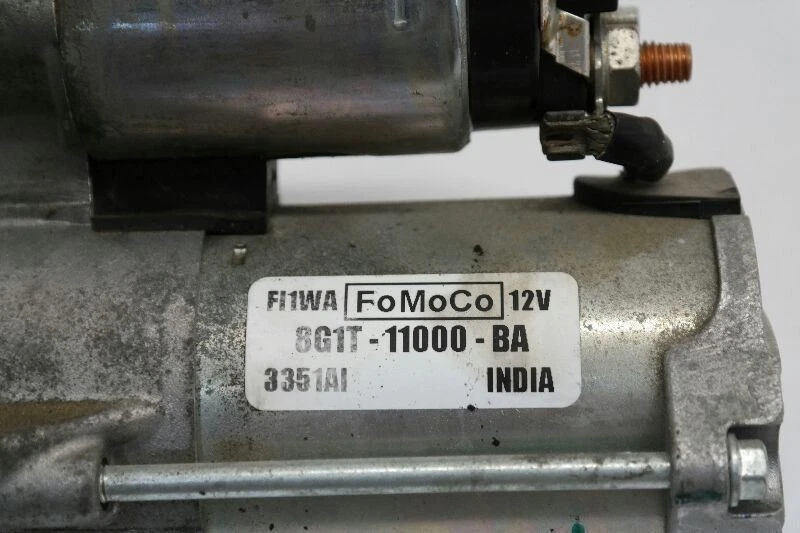 FI1WA FoMoCo 12V
8G1T - 11000 - BA
3351AI INDIA